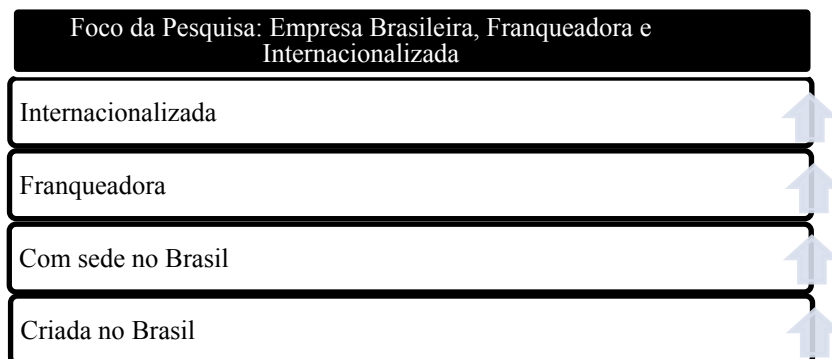 Foco da Pesquisa: Empresa Brasileira, Franqueadora e
Internacionalizada
Internacionalizada
Franqueadora
Com sede no Brasil
Criada no Brasil